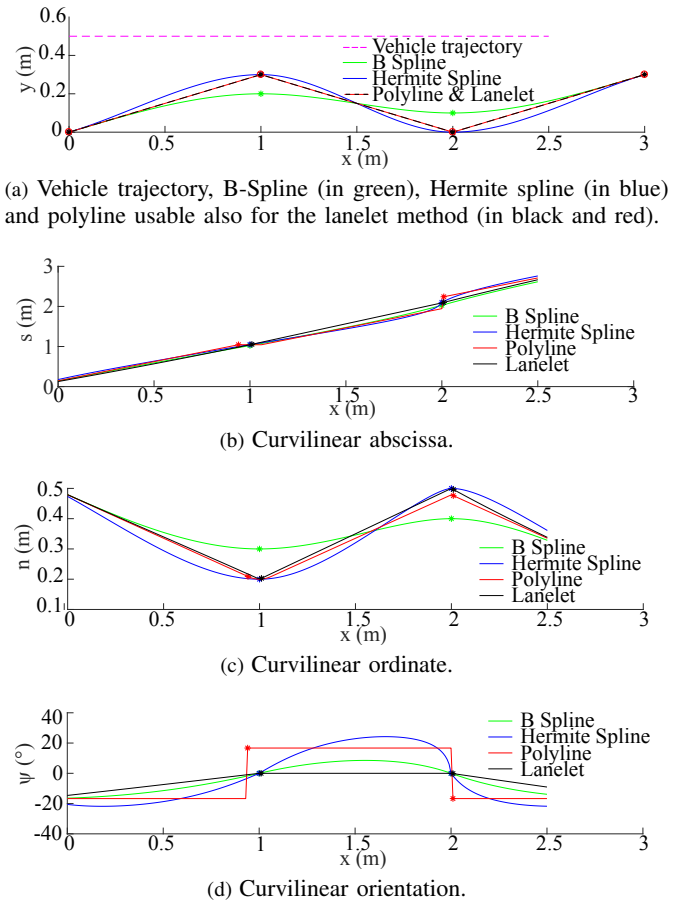 0.6
0.4
0.2
0
y (m)
Vehicle trajectory
B Spline
Hermite Spline
Polyline & Lanelet
0 0.5 1 1.5 2 2.5 3
x (m)
(a) Vehicle trajectory, B-Spline (in green), Hermite spline (in blue)
and polyline usable also for the lanelet method (in black and red).
3
2
1
0
s (m)
B Spline
Hermite Spline
Polyline
Lanelet
0.5 1 1.5 2 2.5 3
x (m)
(b) Curvilinear abscissa.
0.5
0.4
0.3
0.2
0.1
n (m)
B Spline
Hermite Spline
Polyline
Lanelet
0 0.5 1 1.5 2 2.5 3
x (m)
(c) Curvilinear ordinate.
40
20
0
-20
-40
ψ (°)
B Spline
Hermite Spline
Polyline
Lanelet
0 0.5 1 1.5 2 2.5 3
x (m)
(d) Curvilinear orientation.